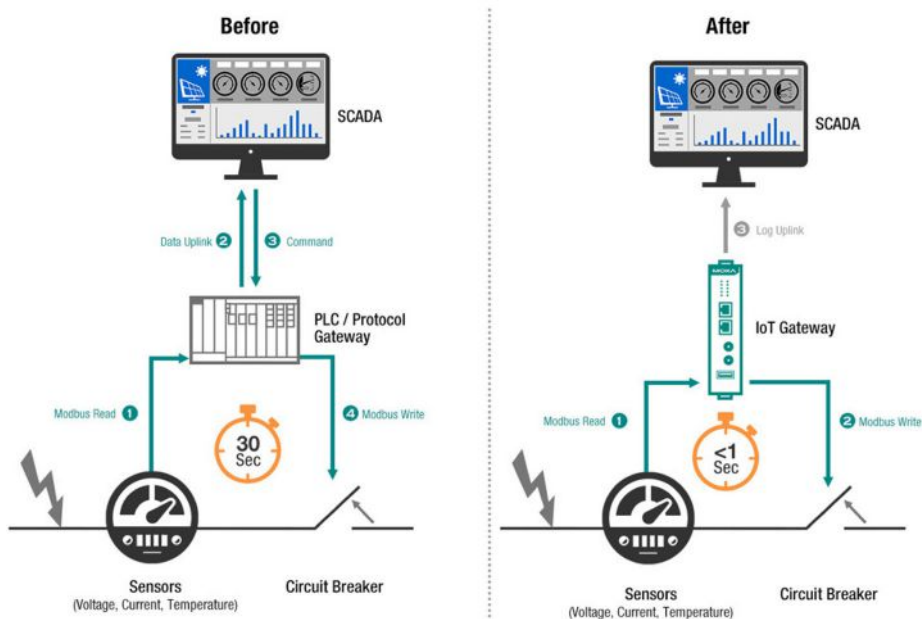 Before
SCADA
Data Uplink 2
3 Command
PLC / Protocol
Gateway
Modbus Read 1
4 Modbus Write
30
Sec
Sensors
(Voltage, Current, Temperature)
Circuit Breaker
After
SCADA
3 Log Uplink
MOXA
IoT Gateway
Modbus Read 1
2 Modbus Write
<1
Sec
Sensors
(Voltage, Current, Temperature)
Circuit Breaker